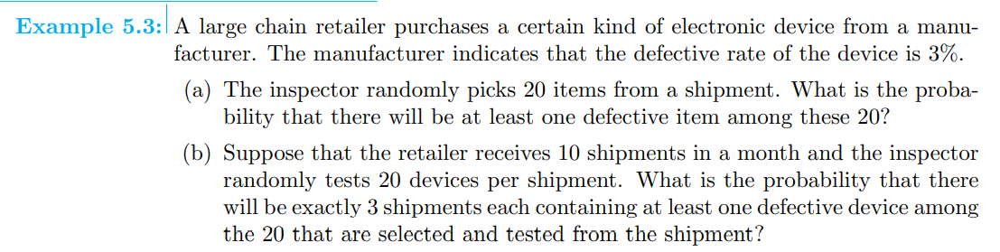 Example 5.3: A large chain retailer purchases a certain kind of electronic device from a manu-
facturer. The manufacturer indicates that the defective rate of the device is 3%.
(a) The inspector randomly picks 20 items from a shipment. What is the proba-
bility that there will be at least one defective item among these 20?
(b) Suppose that the retailer receives 10 shipments in a month and the inspector
randomly tests 20 devices per shipment. What is the probability that there
will be exactly 3 shipments each containing at least one defective device among
the 20 that are selected and tested from the shipment?